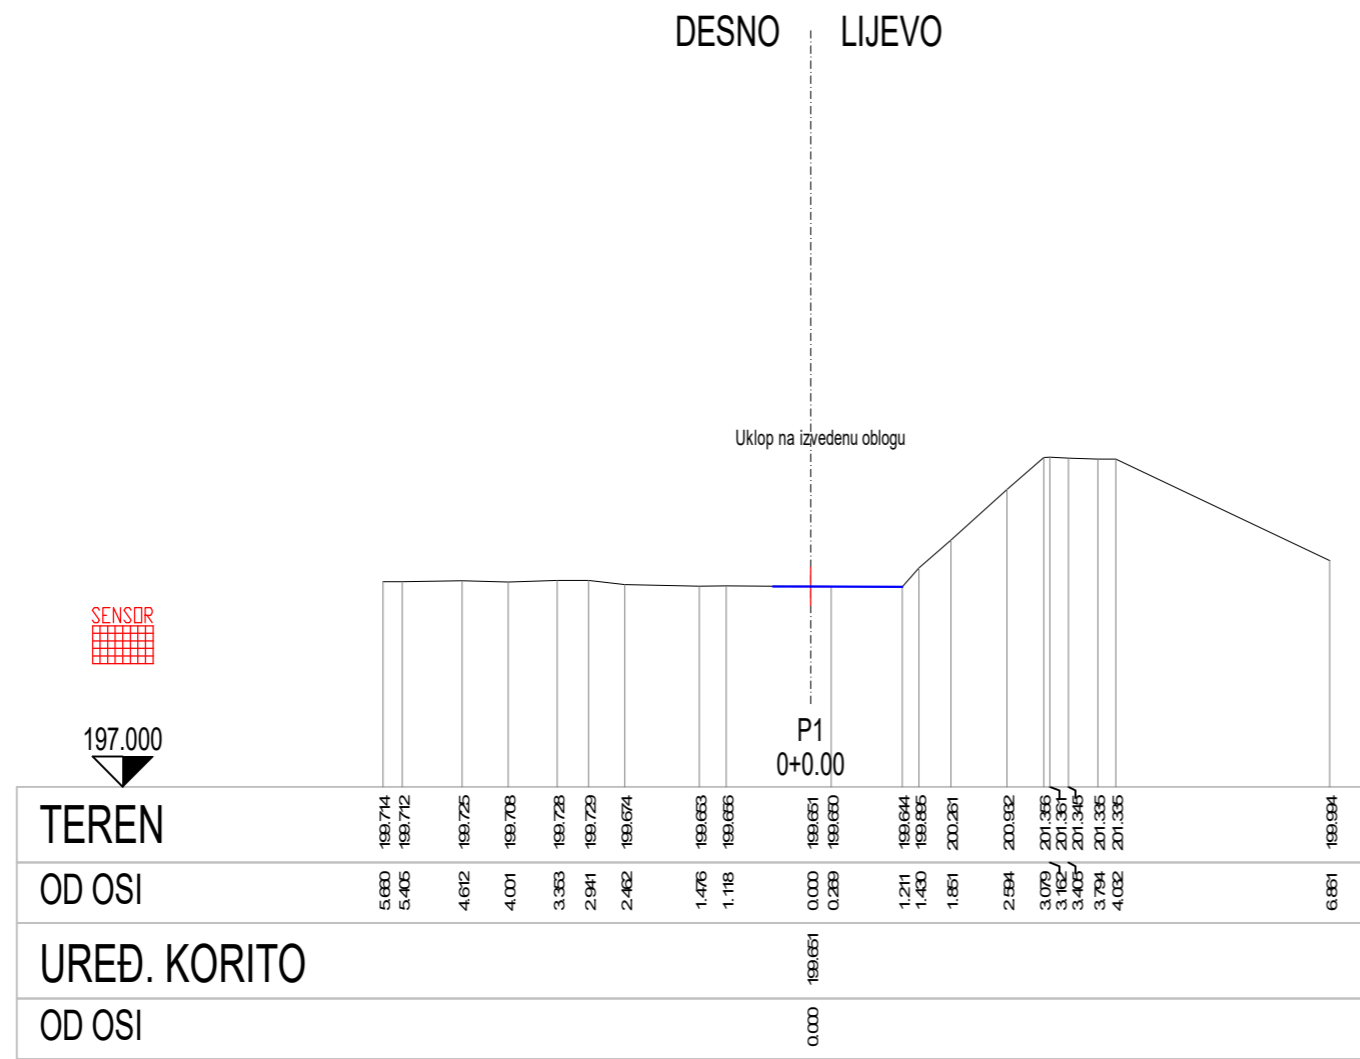 DESNO LIJEVO
Uklop na izvedenu oblogu
SENSOR
197.000
P1
0+0.00
TEREN 199.714 199.712 199.725 199.708 199.728 199.729 199.674 199.653 199.656 199.651 199.650 199.644 199.895 200.261 200.932 201.356 201.361 201.345 201.335 201.335 199.994
OD OSI 5.660 5.405 4.612 4.001 3.353 2.941 2.462 1.476 1.118 0.000 0.269 1.211 1.430 1.851 2.594 3.079 3.162 3.405 3.794 4.032 6.861
UREĐ. KORITO 199.651
OD OSI 0.000